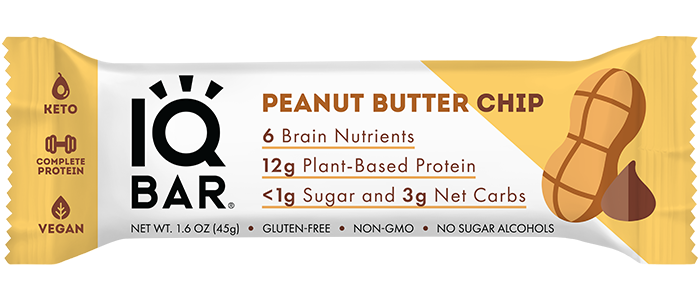 KETO
COMPLETE
PROTEIN
VEGAN
IQ
BAR®
PEANUT BUTTER CHIP
6 Brain Nutrients
12g Plant-Based Protein
<1g Sugar and 3g Net Carbs
NET WT. 1.6 OZ (45g) • GLUTEN-FREE • NON-GMO • NO SUGAR ALCOHOLS